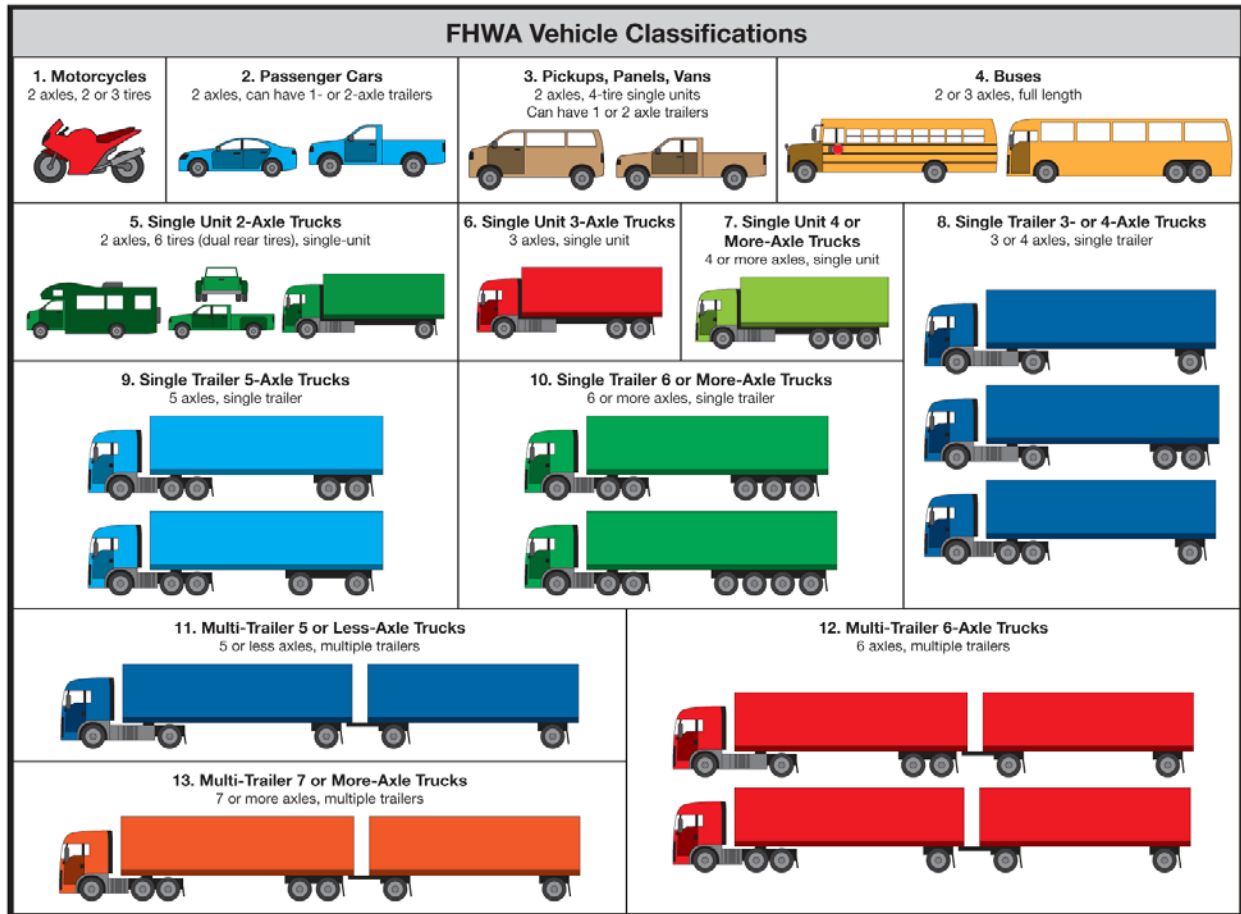 FHWA Vehicle Classifications
1. Motorcycles
2 axles, 2 or 3 tires
2. Passenger Cars
2 axles, can have 1- or 2-axle trailers
3. Pickups, Panels, Vans
2 axles, 4-tire single units
Can have 1 or 2 axle trailers
4. Buses
2 or 3 axles, full length
5. Single Unit 2-Axle Trucks
2 axles, 6 tires (dual rear tires), single-unit
6. Single Unit 3-Axle Trucks
3 axles, single unit
7. Single Unit 4 or
More-Axle Trucks
4 or more axles, single unit
8. Single Trailer 3- or 4-Axle Trucks
3 or 4 axles, single trailer
9. Single Trailer 5-Axle Trucks
5 axles, single trailer
10. Single Trailer 6 or More-Axle Trucks
6 or more axles, single trailer
11. Multi-Trailer 5 or Less-Axle Trucks
5 or less axles, multiple trailers
12. Multi-Trailer 6-Axle Trucks
6 axles, multiple trailers
13. Multi-Trailer 7 or More-Axle Trucks
7 or more axles, multiple trailers